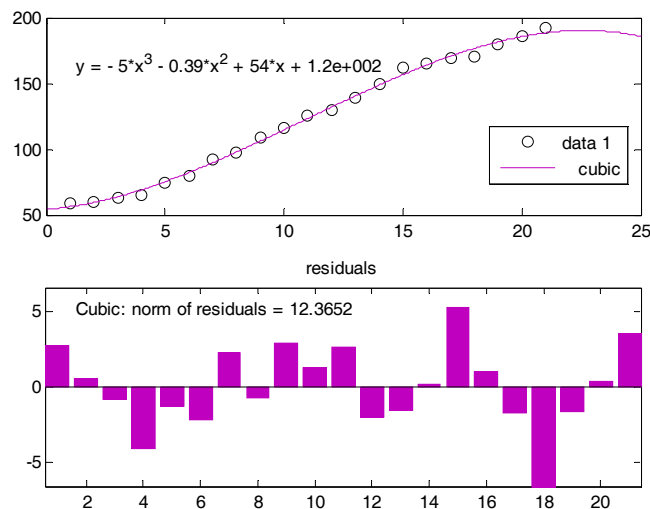 200
150
100
50
y = - 5*x^3 - 0.39*x^2 + 54*x + 1.2e+002
data 1
cubic
0 5 10 15 20 25
residuals
Cubic: norm of residuals = 12.3652
5
0
-5
2 4 6 8 10 12 14 16 18 20